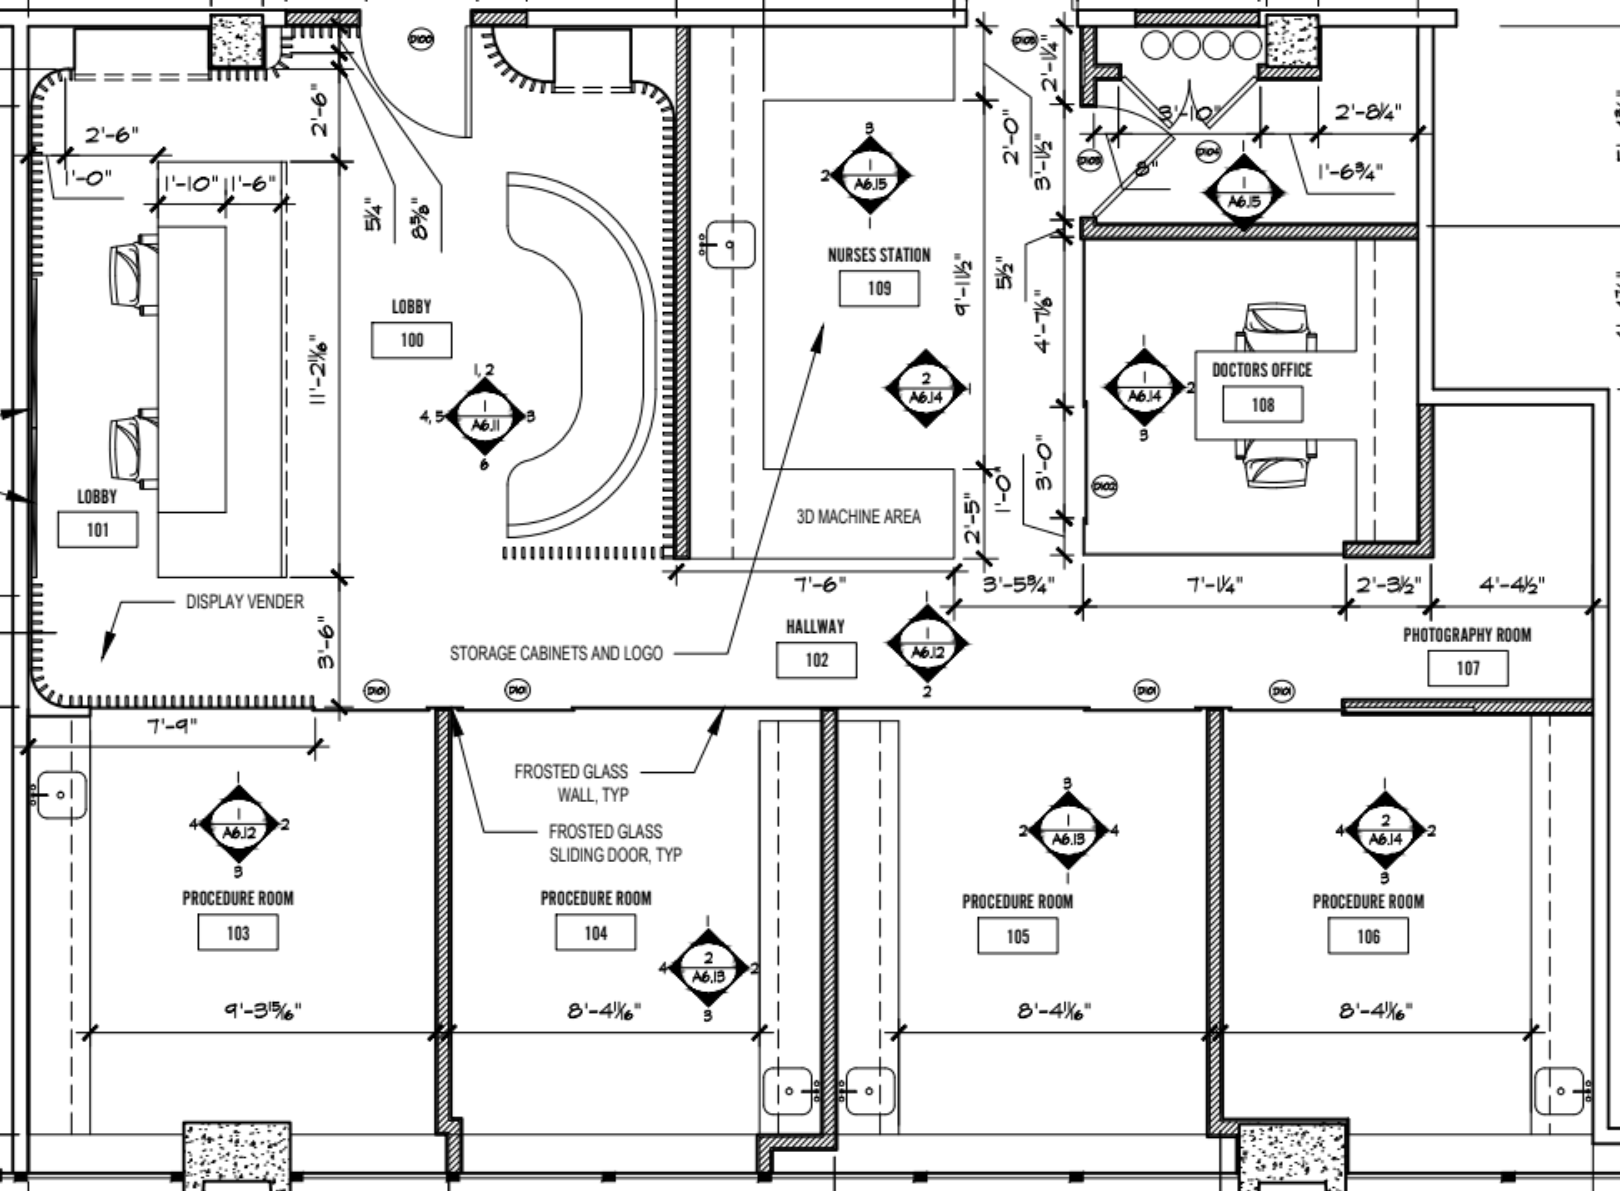 D100
D105
2'-6"
2'-1¼"
3'-10"
2'-8¼"
2'-6"
1'-0"
1'-10"
1'-6"
5¼"
8⅝"
3
2
1
A6.15
2'-0"
3'-1½"
D103
8"
D104
1
1
A6.15
1'-6¾"
NURSES STATION
109
9'-11½"
5½"
4'-7⅛"
LOBBY
100
11'-2¹¹⁄₁₆"
1, 2
4, 5
1
A6.11
3
6
2
A6.14
1
1
1
A6.14
2
3
DOCTORS OFFICE
108
3'-0"
D102
1'-0"
2'-5"
LOBBY
101
3D MACHINE AREA
7'-6"
3'-5¾"
7'-1¼"
2'-3½"
4'-4½"
DISPLAY VENDER
3'-6"
STORAGE CABINETS AND LOGO
HALLWAY
102
1
1
A6.12
2
PHOTOGRAPHY ROOM
107
D101
D101
D101
D101
7'-9"
FROSTED GLASS
WALL, TYP
FROSTED GLASS
SLIDING DOOR, TYP
1
4
1
A6.12
2
3
3
2
1
A6.13
4
1
1
4
2
A6.14
2
3
PROCEDURE ROOM
103
PROCEDURE ROOM
104
PROCEDURE ROOM
105
PROCEDURE ROOM
106
1
4
2
A6.13
2
3
9'-3¹⁵⁄₁₆"
8'-4¹⁄₁₆"
8'-4¹⁄₁₆"
8'-4¹⁄₁₆"